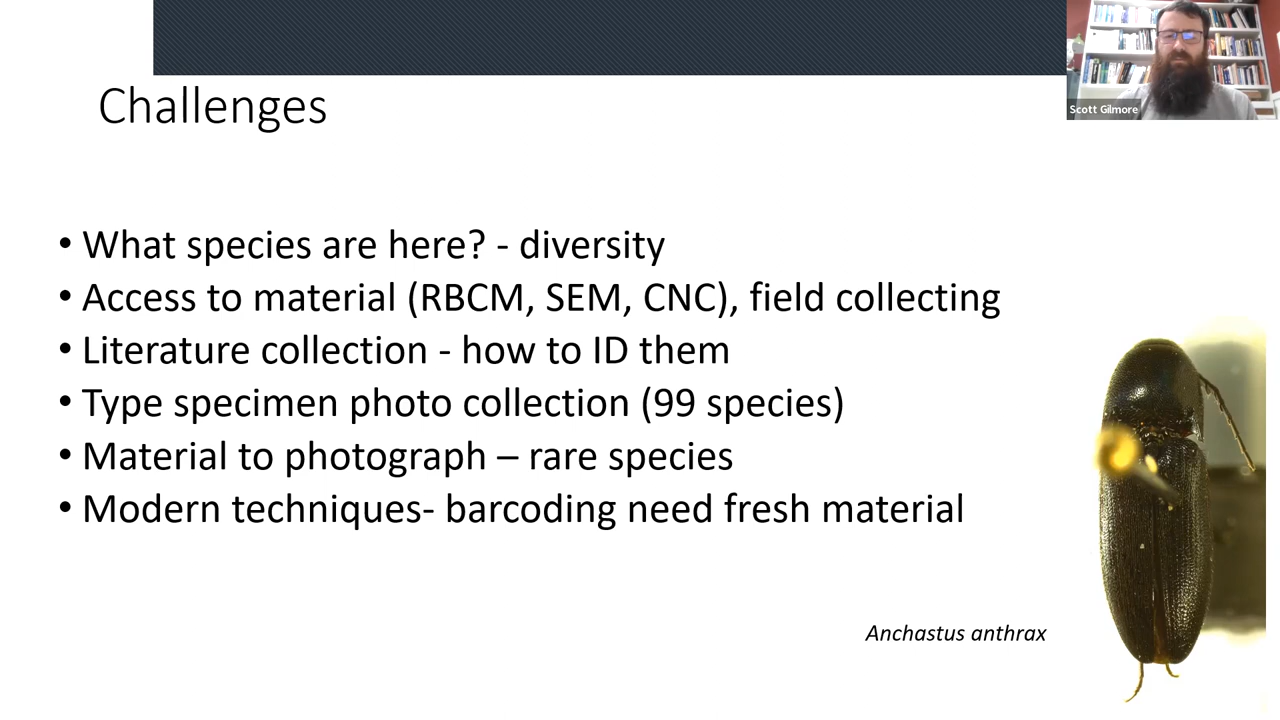 Scott Gilmore
Challenges
• What species are here? - diversity
• Access to material (RBCM, SEM, CNC), field collecting
• Literature collection - how to ID them
• Type specimen photo collection (99 species)
• Material to photograph – rare species
• Modern techniques- barcoding need fresh material
Anchastus anthrax